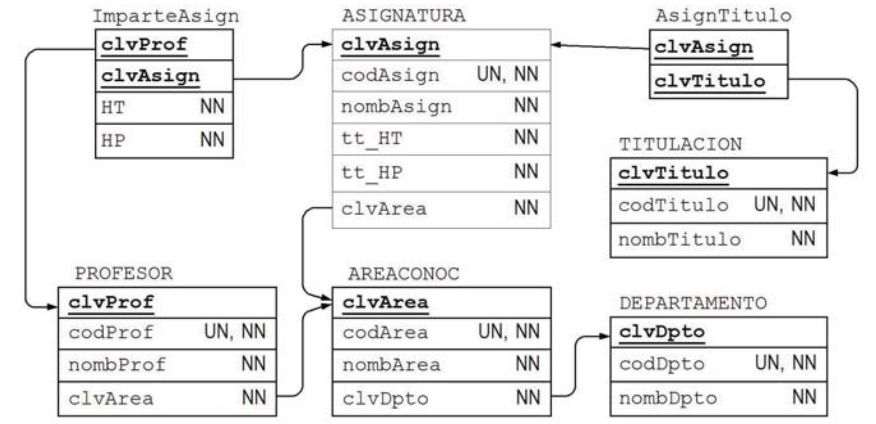 ImparteAsign
clvProf
clvAsign
HT NN
HP NN
ASIGNATURA
clvAsign
codAsign UN, NN
nombAsign NN
tt_HT NN
tt_HP NN
clvArea NN
AsignTitulo
clvAsign
clvTitulo
TITULACION
clvTitulo
codTitulo UN, NN
nombTitulo NN
PROFESOR
clvProf
codProf UN, NN
nombProf NN
clvArea NN
AREACONOC
clvArea
codArea UN, NN
nombArea NN
clvDpto NN
DEPARTAMENTO
clvDpto
codDpto UN, NN
nombDpto NN